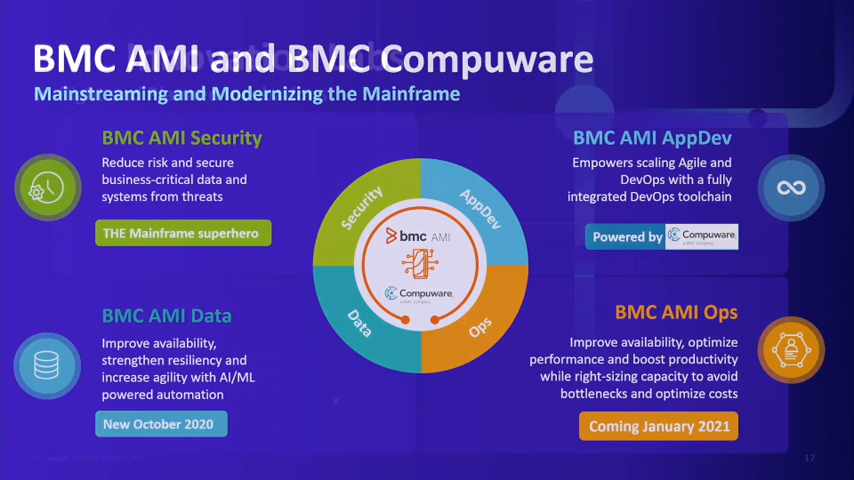 BMC AMI and BMC Compuware
Mainstreaming and Modernizing the Mainframe
BMC AMI Security
Reduce risk and secure
business-critical data and
systems from threats
THE Mainframe superhero
BMC AMI AppDev
Empowers scaling Agile and
DevOps with a fully
integrated DevOps toolchain
Powered by Compuware
a BMC company
Security
AppDev
bmc AMI
Compuware
a BMC company
Data
Ops
BMC AMI Data
Improve availability,
strengthen resiliency and
increase agility with AI/ML
powered automation
New October 2020
BMC AMI Ops
Improve availability, optimize
performance and boost productivity
while right-sizing capacity to avoid
bottlenecks and optimize costs
Coming January 2021
17